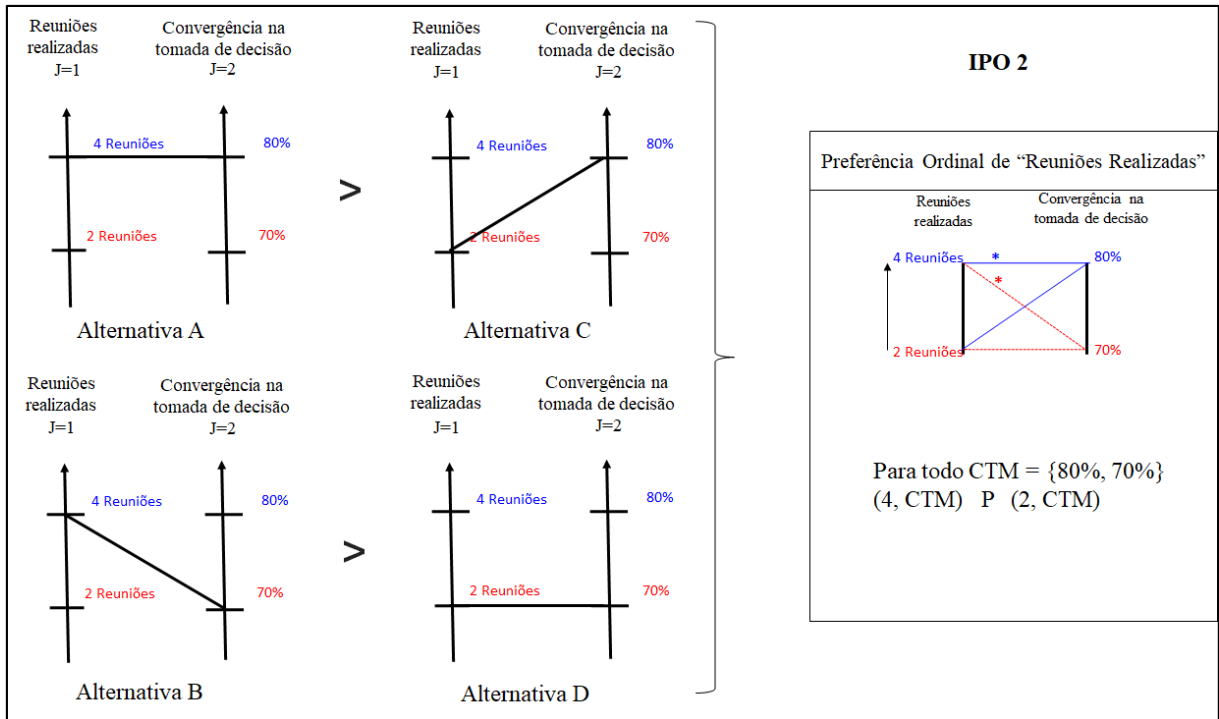 Reuniões
realizadas
J=1
Convergência na
tomada de decisão
J=2
4 Reuniões
80%
2 Reuniões
70%
Alternativa A
>
Reuniões
realizadas
J=1
Convergência na
tomada de decisão
J=2
4 Reuniões
80%
2 Reuniões
70%
Alternativa C
Reuniões
realizadas
J=1
Convergência na
tomada de decisão
J=2
4 Reuniões
80%
2 Reuniões
70%
Alternativa B
>
Reuniões
realizadas
J=1
Convergência na
tomada de decisão
J=2
4 Reuniões
80%
2 Reuniões
70%
Alternativa D
IPO 2
Preferência Ordinal de “Reuniões Realizadas”
Reuniões
realizadas
Convergência na
tomada de decisão
4 Reuniões
*
80%
*
2 Reuniões
70%
Para todo CTM = {80%, 70%}
(4, CTM) P (2, CTM)